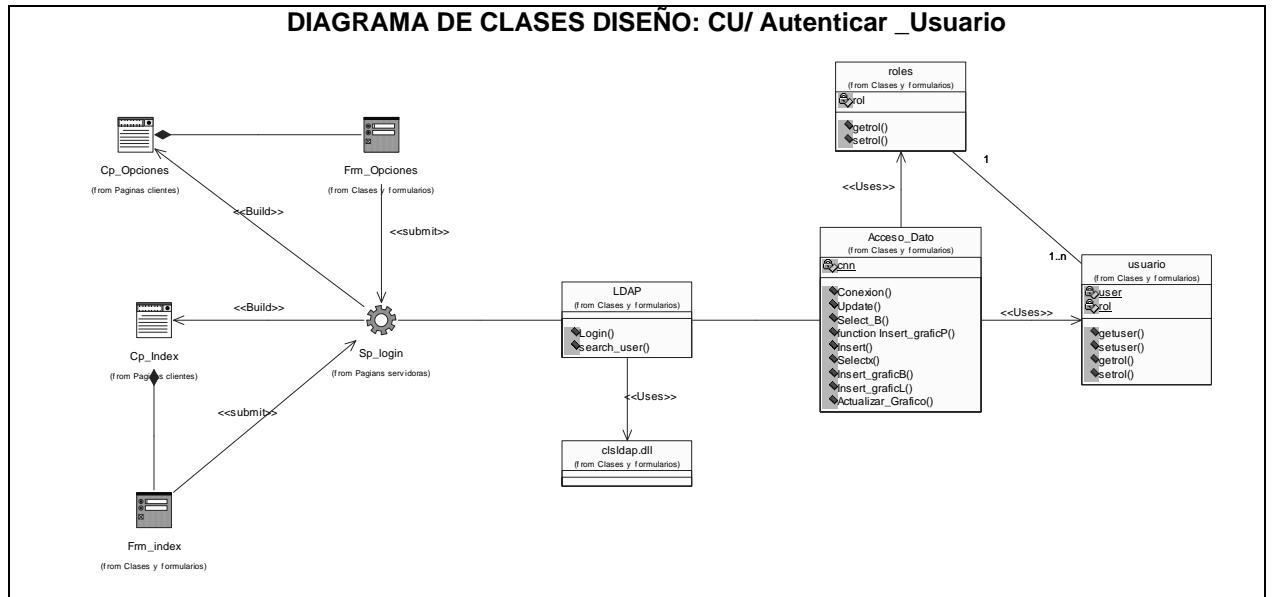 DIAGRAMA DE CLASES DISEÑO: CU/ Autenticar _Usuario
roles
(from Clases y formularios)
rol
getrol()
setrol()
Cp_Opciones
(from Paginas clientes)
Frm_Opciones
(from Clases y formularios)
<<Build>>
<<submit>>
<<Uses>>
1
1..n
Acceso_Dato
(from Clases y formularios)
cnn
Conexion()
Update()
Select_B()
function Insert_graficP()
Insert()
Selectx()
Insert_graficB()
Insert_graficL()
Actualizar_Grafico()
usuario
(from Clases y formularios)
user
rol
getuser()
setuser()
getrol()
setrol()
<<Uses>>
LDAP
(from Clases y formularios)
Login()
search_user()
<<Build>>
Cp_Index
(from Paginas clientes)
Sp_login
(from Pagians servidoras)
<<submit>>
<<Uses>>
clsldap.dll
(from Clases y formularios)
Frm_index
(from Clases y formularios)